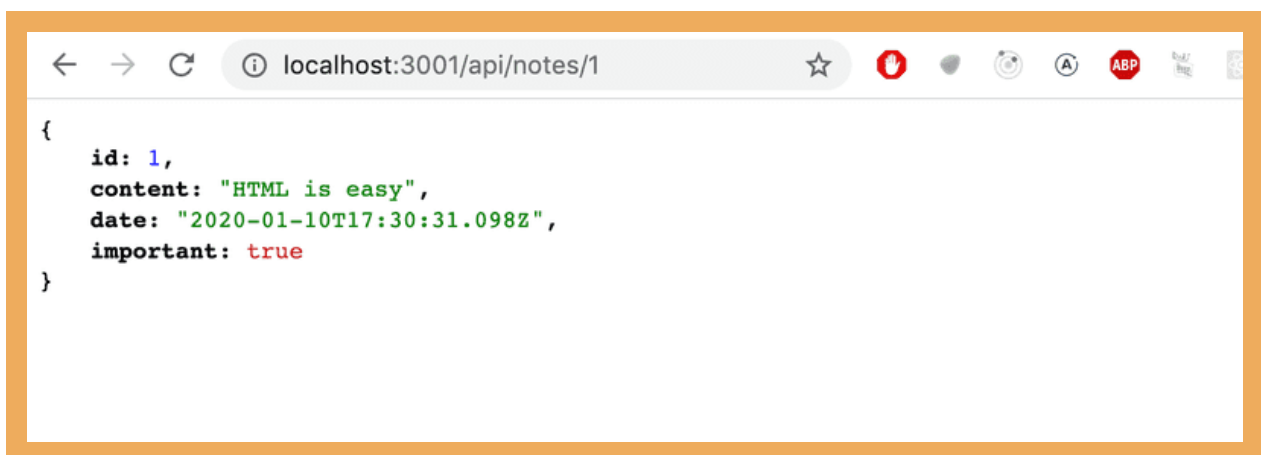 localhost:3001/api/notes/1
A
ABP
{
id: 1,
content: "HTML is easy",
date: "2020-01-10T17:30:31.098Z",
important: true
}